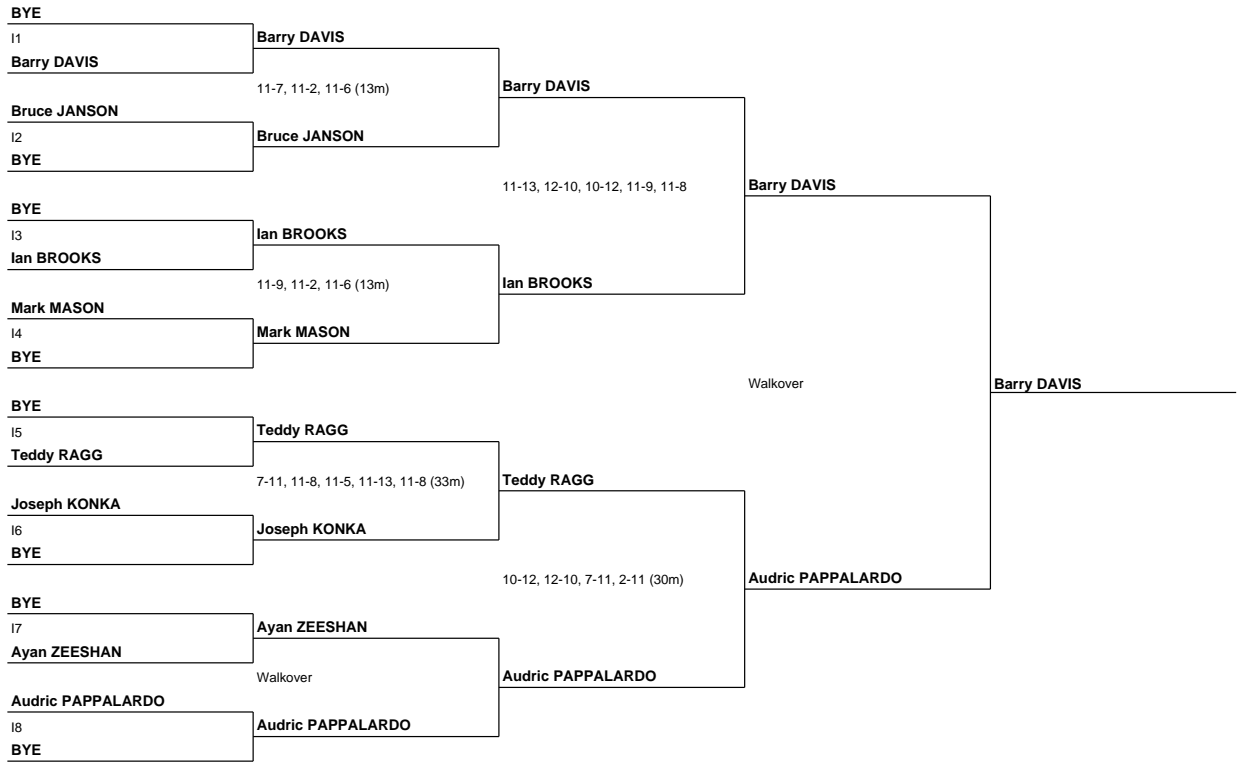 BYE
I1
Barry DAVIS
Barry DAVIS
11-7, 11-2, 11-6 (13m)
Barry DAVIS
Bruce JANSON
I2
Bruce JANSON
BYE
11-13, 12-10, 10-12, 11-9, 11-8
Barry DAVIS
BYE
I3
Ian BROOKS
Ian BROOKS
11-9, 11-2, 11-6 (13m)
Ian BROOKS
Mark MASON
I4
Mark MASON
BYE
Walkover
Barry DAVIS
BYE
I5
Teddy RAGG
Teddy RAGG
7-11, 11-8, 11-5, 11-13, 11-8 (33m)
Teddy RAGG
Joseph KONKA
I6
Joseph KONKA
BYE
10-12, 12-10, 7-11, 2-11 (30m)
Audric PAPPALARDO
BYE
I7
Ayan ZEESHAN
Ayan ZEESHAN
Walkover
Audric PAPPALARDO
Audric PAPPALARDO
I8
Audric PAPPALARDO
BYE